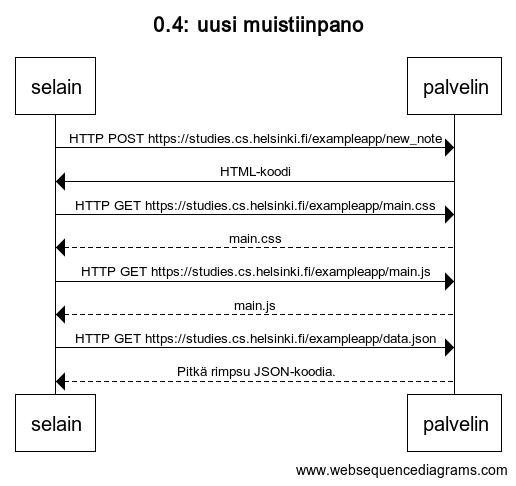 0.4: uusi muistiinpano
selain
palvelin
HTTP POST https://studies.cs.helsinki.fi/exampleapp/new_note
HTML-koodi
HTTP GET https://studies.cs.helsinki.fi/exampleapp/main.css
main.css
HTTP GET https://studies.cs.helsinki.fi/exampleapp/main.js
main.js
HTTP GET https://studies.cs.helsinki.fi/exampleapp/data.json
Pitkä rimpsu JSON-koodia.
selain
palvelin
www.websequencediagrams.com